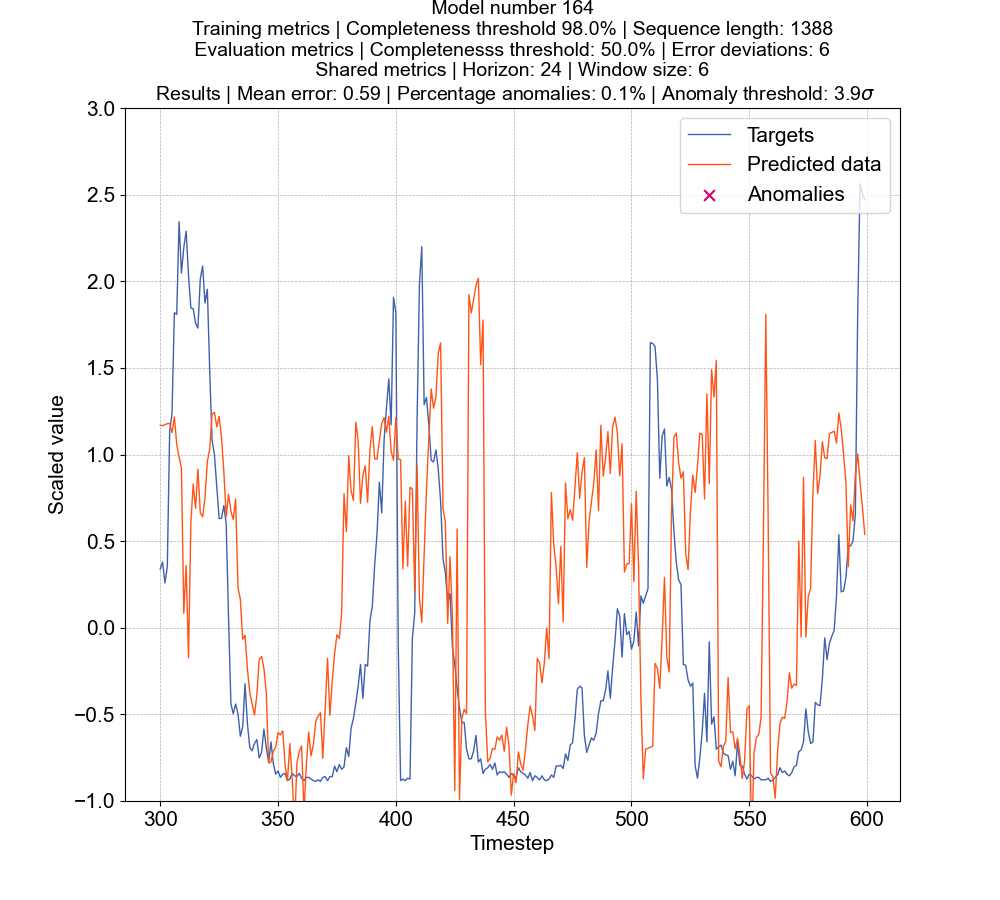 Model number 164
Training metrics | Completeness threshold 98.0% | Sequence length: 1388
Evaluation metrics | Completenesss threshold: 50.0% | Error deviations: 6
Shared metrics | Horizon: 24 | Window size: 6
Results | Mean error: 0.59 | Percentage anomalies: 0.1% | Anomaly threshold: 3.9σ
3.0
2.5
2.0
1.5
1.0
0.5
0.0
−0.5
−1.0
Scaled value
Targets
Predicted data
Anomalies
300
350
400
450
500
550
600
Timestep